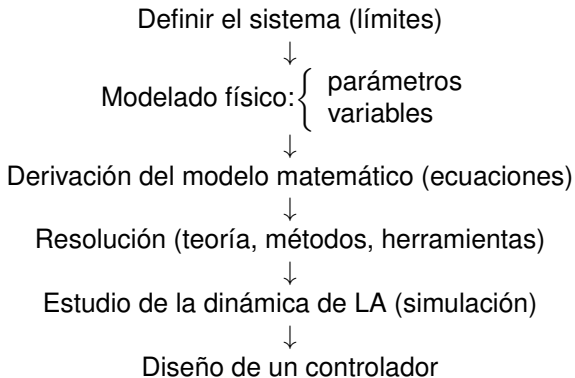 Definir el sistema (límites)
↓
Modelado físico: { parámetros
variables
↓
Derivación del modelo matemático (ecuaciones)
↓
Resolución (teoría, métodos, herramientas)
↓
Estudio de la dinámica de LA (simulación)
↓
Diseño de un controlador